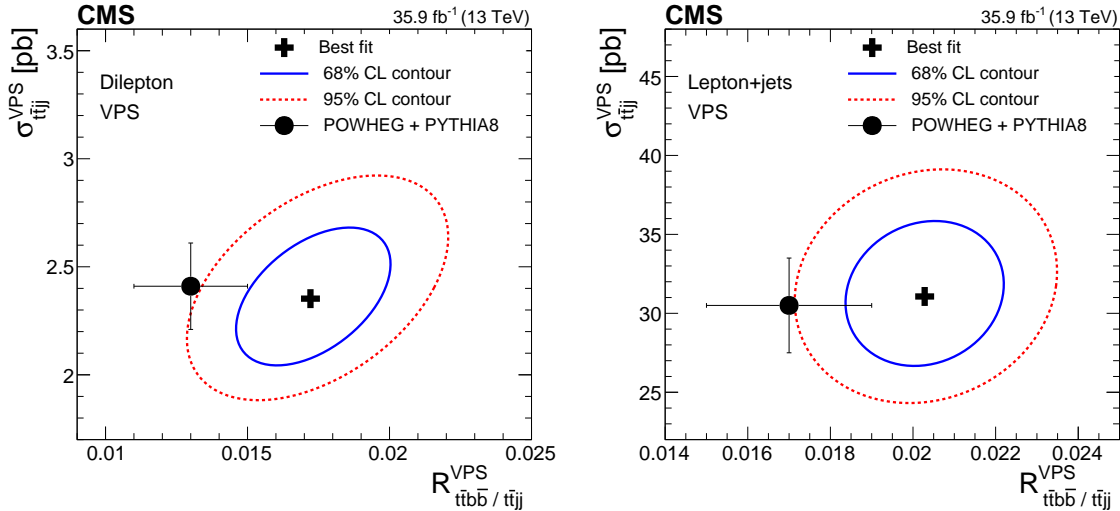 CMS 35.9 fb⁻¹ (13 TeV)
Best fit
68% CL contour
95% CL contour
POWHEG + PYTHIA8
Dilepton
VPS
σ^VPS_tt̄jj [pb]
3.5
3
2.5
2
0.01 0.015 0.02 0.025
R^VPS_tt̄bb̄ / tt̄jj
CMS 35.9 fb⁻¹ (13 TeV)
Best fit
68% CL contour
95% CL contour
POWHEG + PYTHIA8
Lepton+jets
VPS
σ^VPS_tt̄jj [pb]
45
40
35
30
25
0.014 0.016 0.018 0.02 0.022 0.024
R^VPS_tt̄bb̄ / tt̄jj